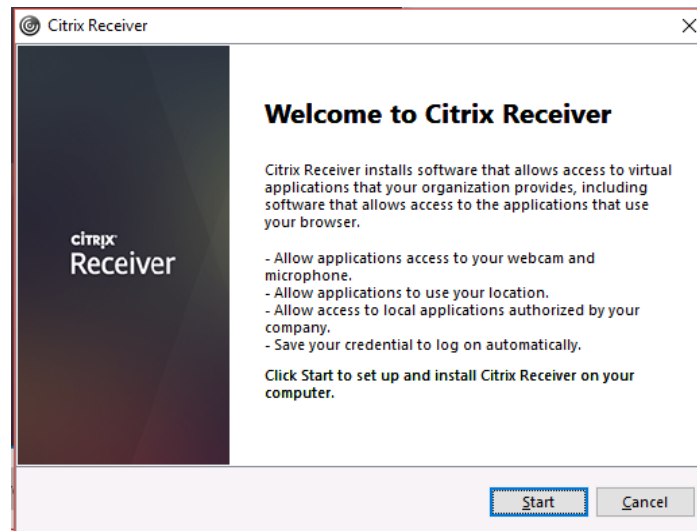 Citrix Receiver
Welcome to Citrix Receiver
Citrix Receiver installs software that allows access to virtual
applications that your organization provides, including
software that allows access to the applications that use
your browser.
- Allow applications access to your webcam and
microphone.
- Allow applications to use your location.
- Allow access to local applications authorized by your
company.
- Save your credential to log on automatically.
Click Start to set up and install Citrix Receiver on your
computer.
CITRIX
Receiver
Start Cancel